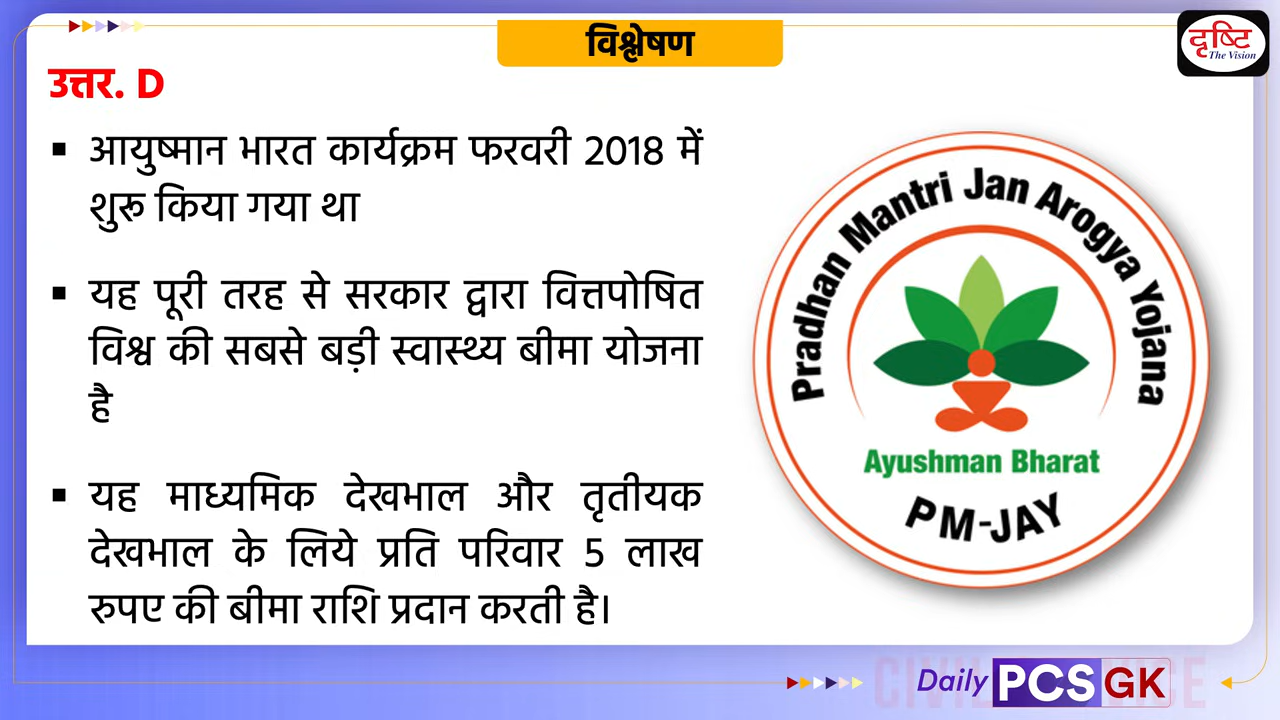 विश्लेषण
दृष्टि
The Vision
उत्तर. D
▪ आयुष्मान भारत कार्यक्रम फरवरी 2018 में
शुरू किया गया था
▪ यह पूरी तरह से सरकार द्वारा वित्तपोषित
विश्व की सबसे बड़ी स्वास्थ्य बीमा योजना
है
▪ यह माध्यमिक देखभाल और तृतीयक
देखभाल के लिये प्रति परिवार 5 लाख
रुपए की बीमा राशि प्रदान करती है।
Pradhan Mantri Jan Arogya Yojana
Ayushman Bharat
PM-JAY
Daily PCS GK